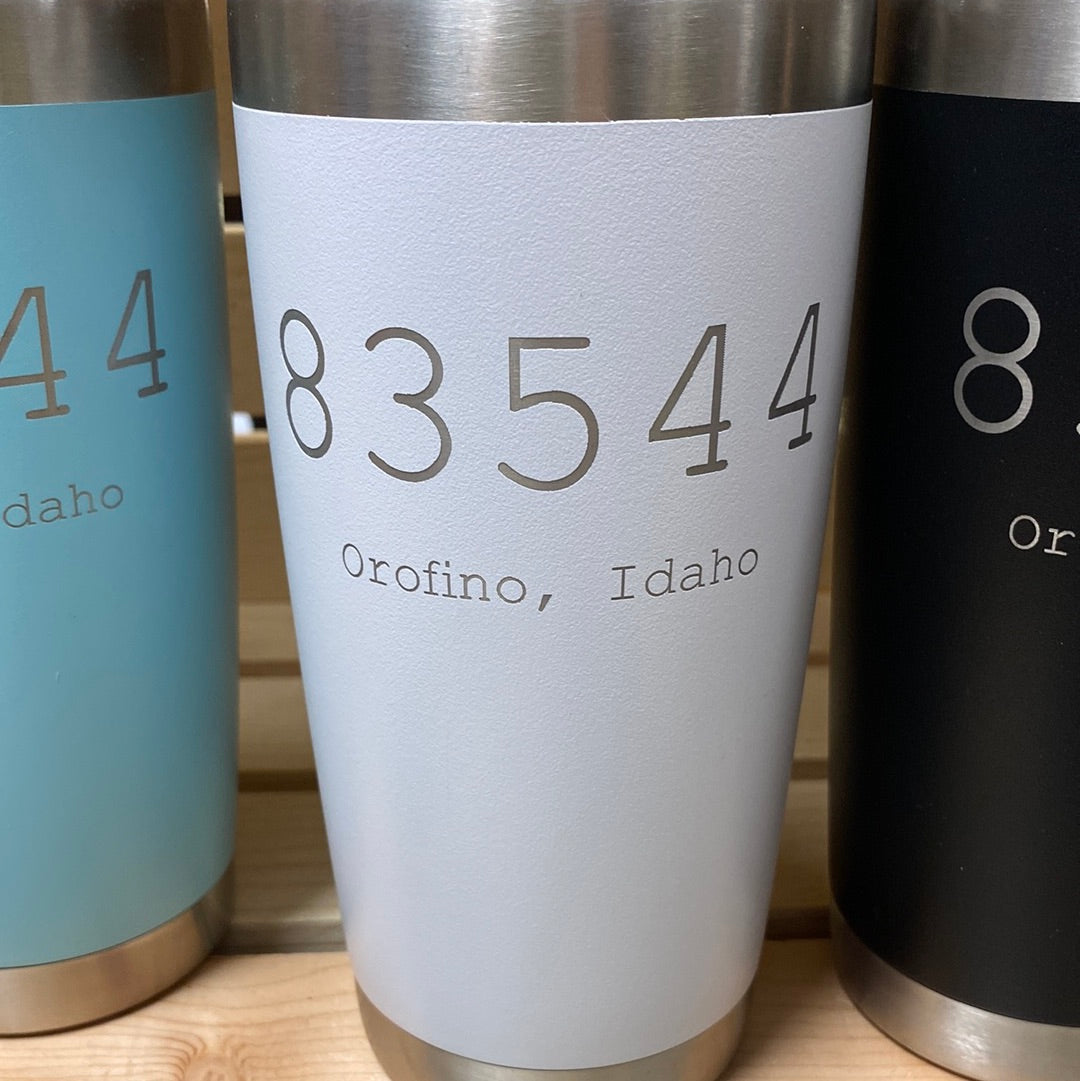 44
daho
83544
Orofino, Idaho
8
Or